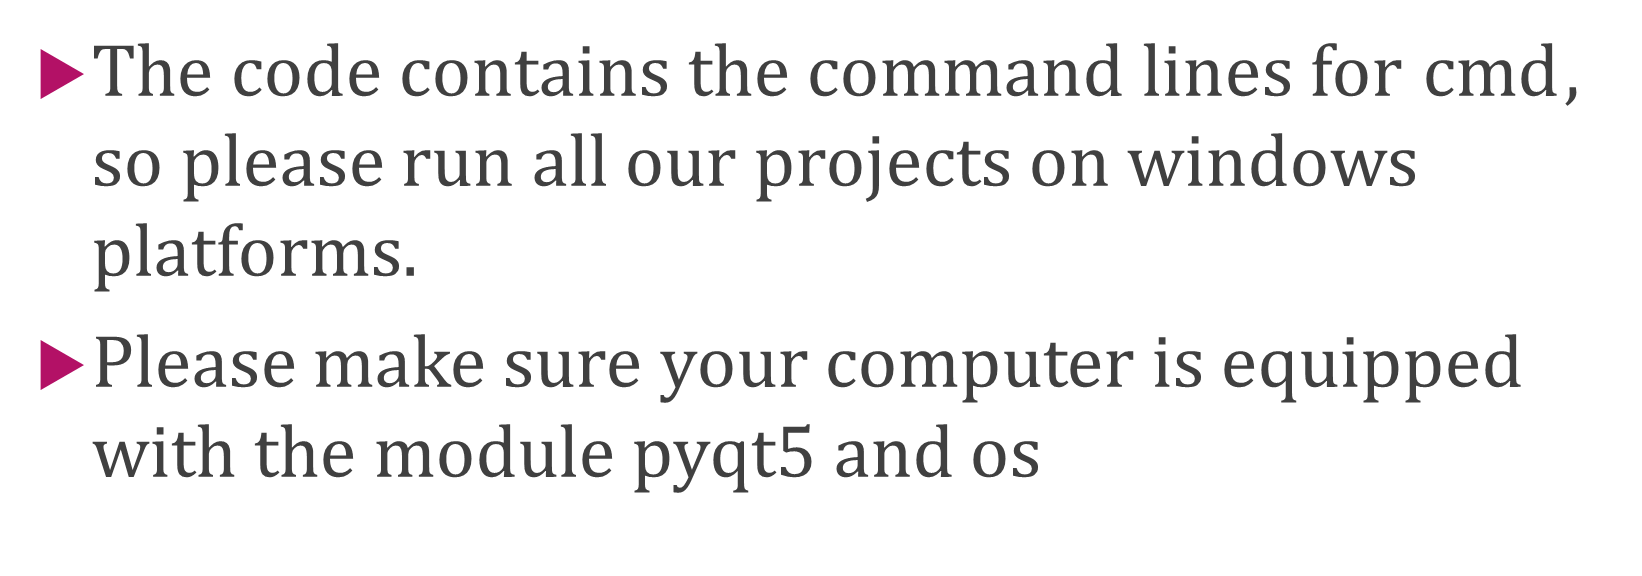 The code contains the command lines for cmd,
so please run all our projects on windows
platforms.
Please make sure your computer is equipped
with the module pyqt5 and os